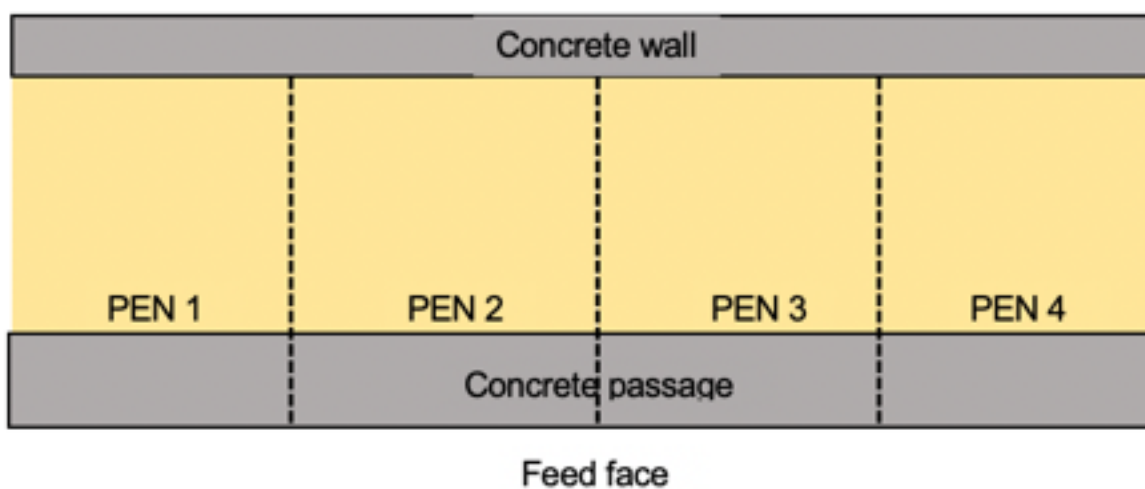 Concrete wall
PEN 1 PEN 2 PEN 3 PEN 4
Concrete passage
Feed face